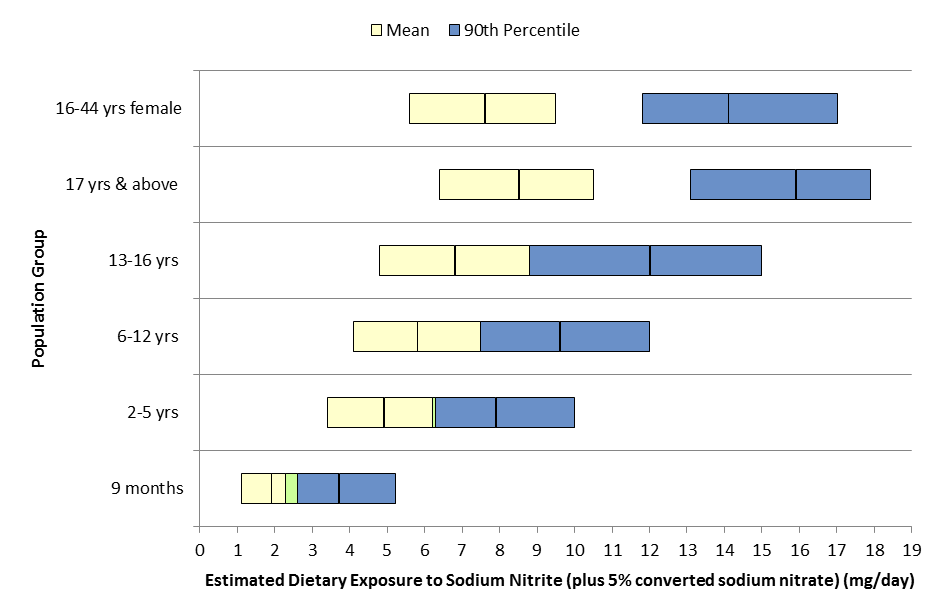 Mean 90th Percentile
16-44 yrs female
17 yrs & above
13-16 yrs
6-12 yrs
2-5 yrs
9 months
Population Group
0 1 2 3 4 5 6 7 8 9 10 11 12 13 14 15 16 17 18 19
Estimated Dietary Exposure to Sodium Nitrite (plus 5% converted sodium nitrate) (mg/day)